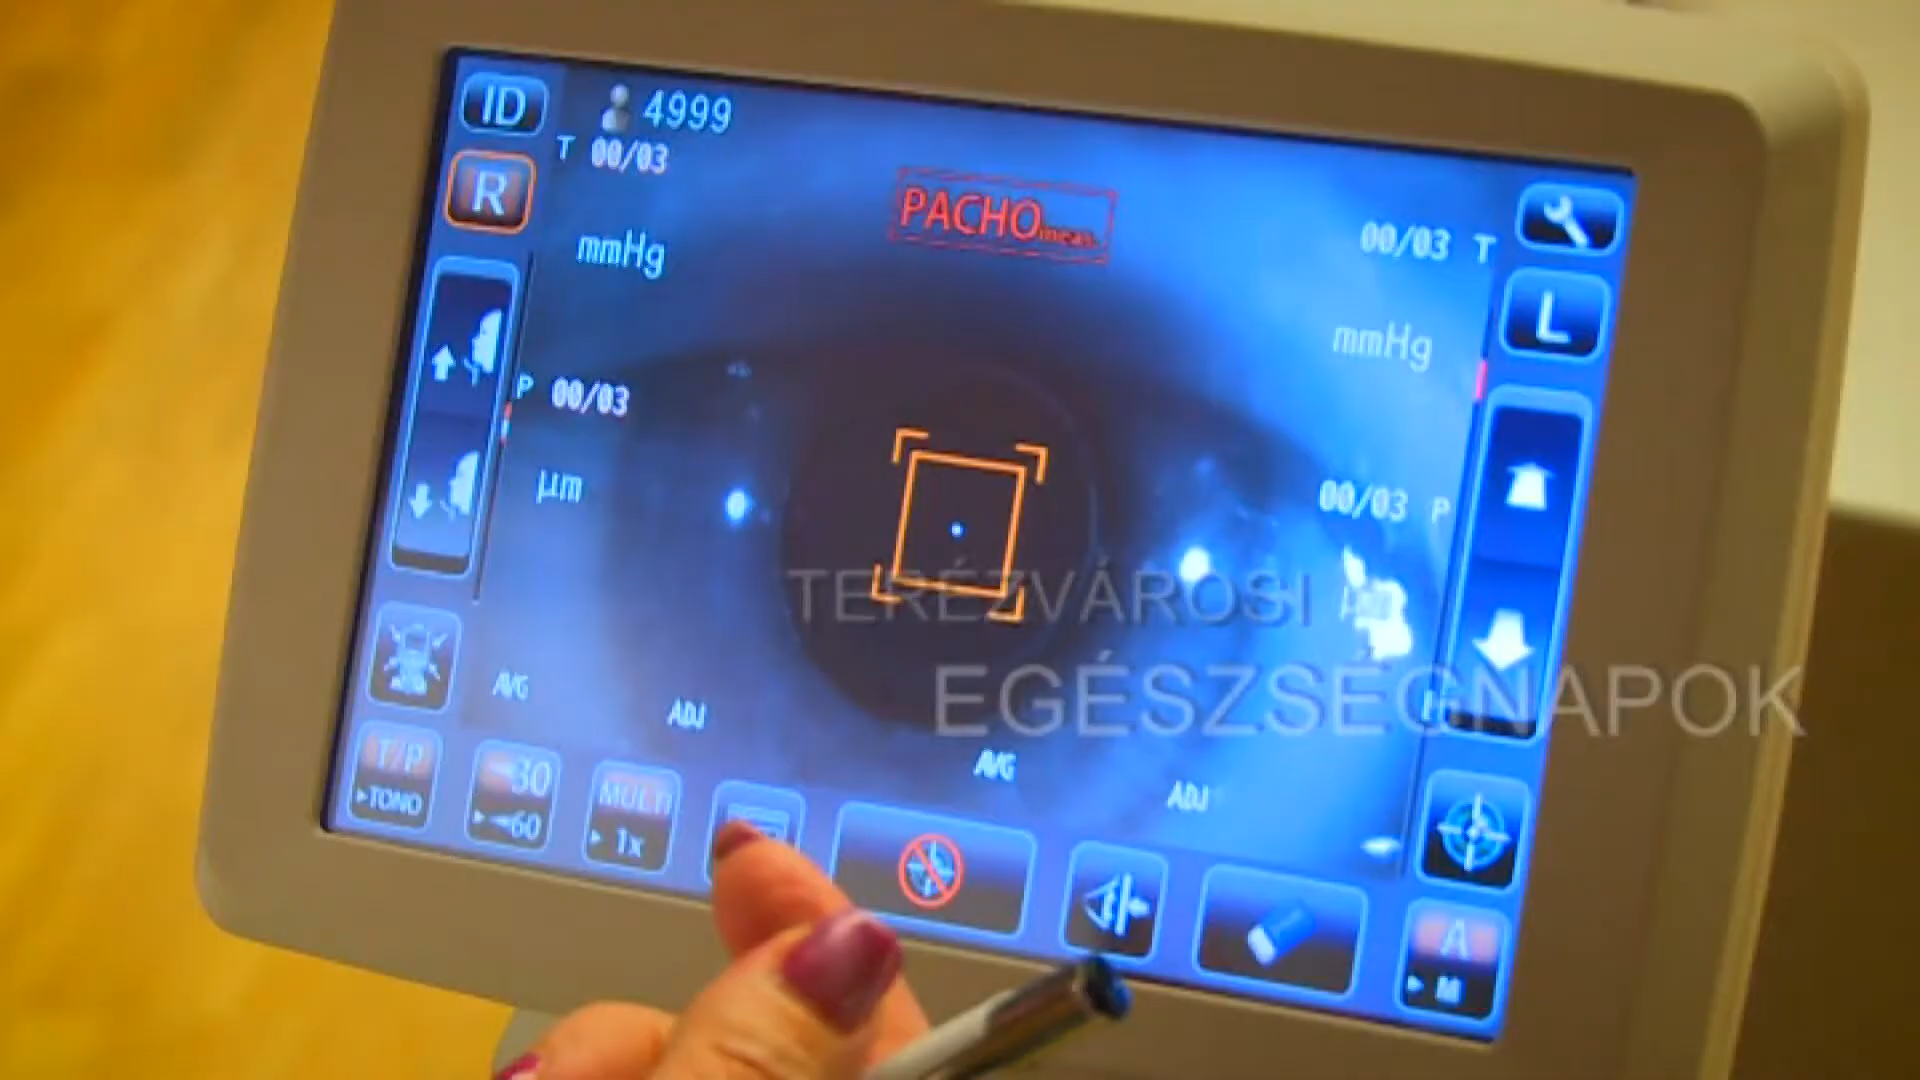 ID
4999
T 00/03
R
PACHO meas.
00/03 T
mmHg
L
mmHg
P 00/03
00/03 P
µm
TERÉZVÁROSI
EGÉSZSÉGNAPOK
AVG
ADJ
AVG
ADJ
T/P
TONO
30
60
MULTI
1x
A
M